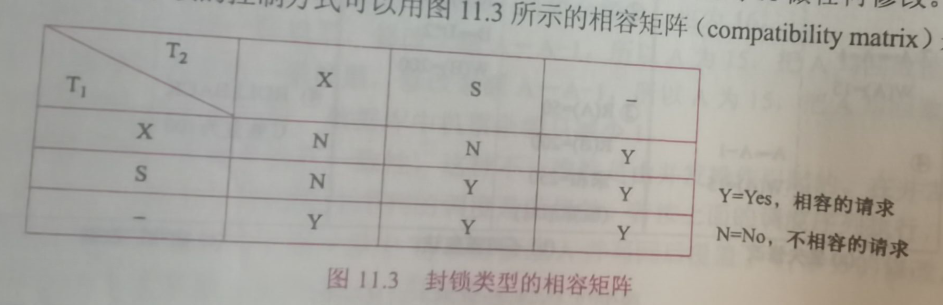 控制方式可以用图 11.3 所示的相容矩阵（compatibility matrix）
T₂
T₁
X S –
X N N Y
S N Y Y
– Y Y Y
Y=Yes，相容的请求
N=No，不相容的请求
图 11.3 封锁类型的相容矩阵